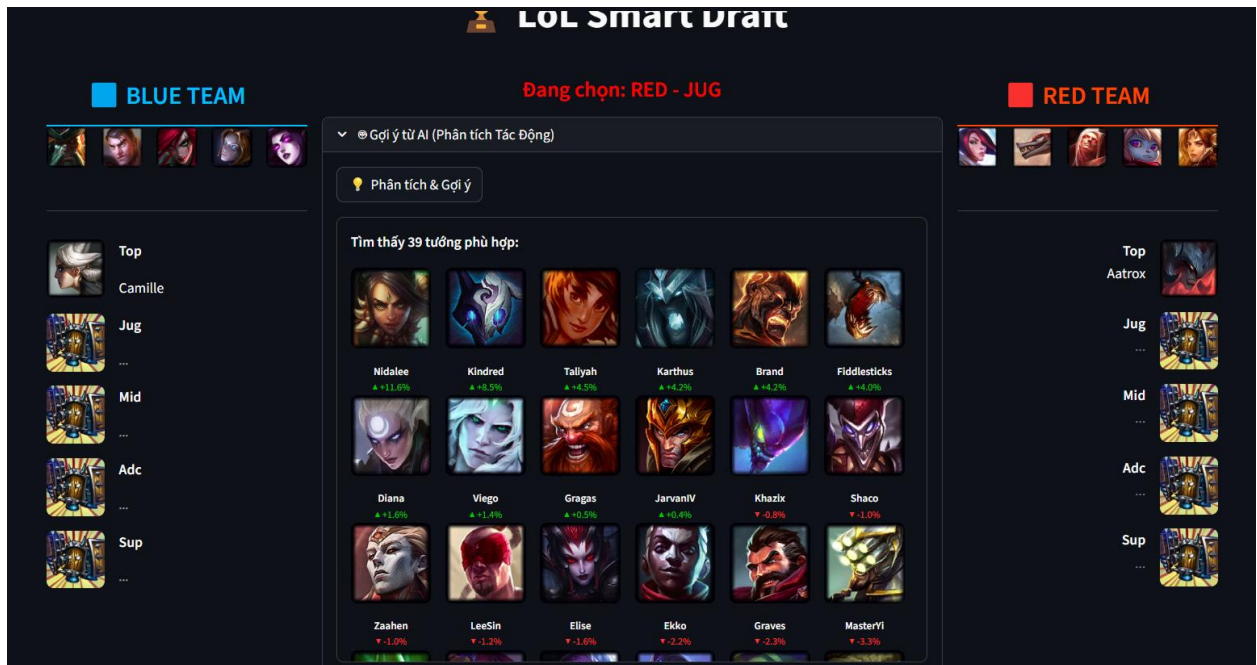 LoL Smart Draft
BLUE TEAM
Đang chọn: RED - JUG
RED TEAM
Gợi ý từ AI (Phân tích Tác Động)
Phân tích & Gợi ý
Tìm thấy 39 tướng phù hợp:
Top
Camille
Jug
...
Mid
...
Adc
...
Sup
...
Nidalee Kindred Taliyah Karthus Brand Fiddlesticks
▲ +11.6% ▲ +8.5% ▲ +4.5% ▲ +4.2% ▲ +4.2% ▲ +4.0%
Diana Viego Gragas JarvanIV Khazix Shaco
▲ +1.6% ▲ +1.4% ▲ +0.5% ▲ +0.4% ▼ -0.8% ▼ -1.0%
Zaahen LeeSin Elise Ekko Graves MasterYi
▼ -1.0% ▼ -1.2% ▼ -1.6% ▼ -2.2% ▼ -2.3% ▼ -3.3%
Top
Aatrox
Jug
...
Mid
...
Adc
...
Sup
...